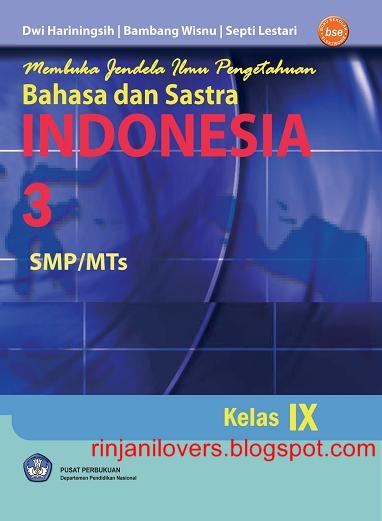 Dwi Hariningsih | Bambang Wisnu | Septi Lestari
bse
Membuka Jendela Ilmu Pengetahuan
Bahasa dan Sastra
INDONESIA
3
SMP/MTs
Kelas IX
rinjanilovers.blogspot.com
PUSAT PERBUKUAN
Departemen Pendidikan Nasional